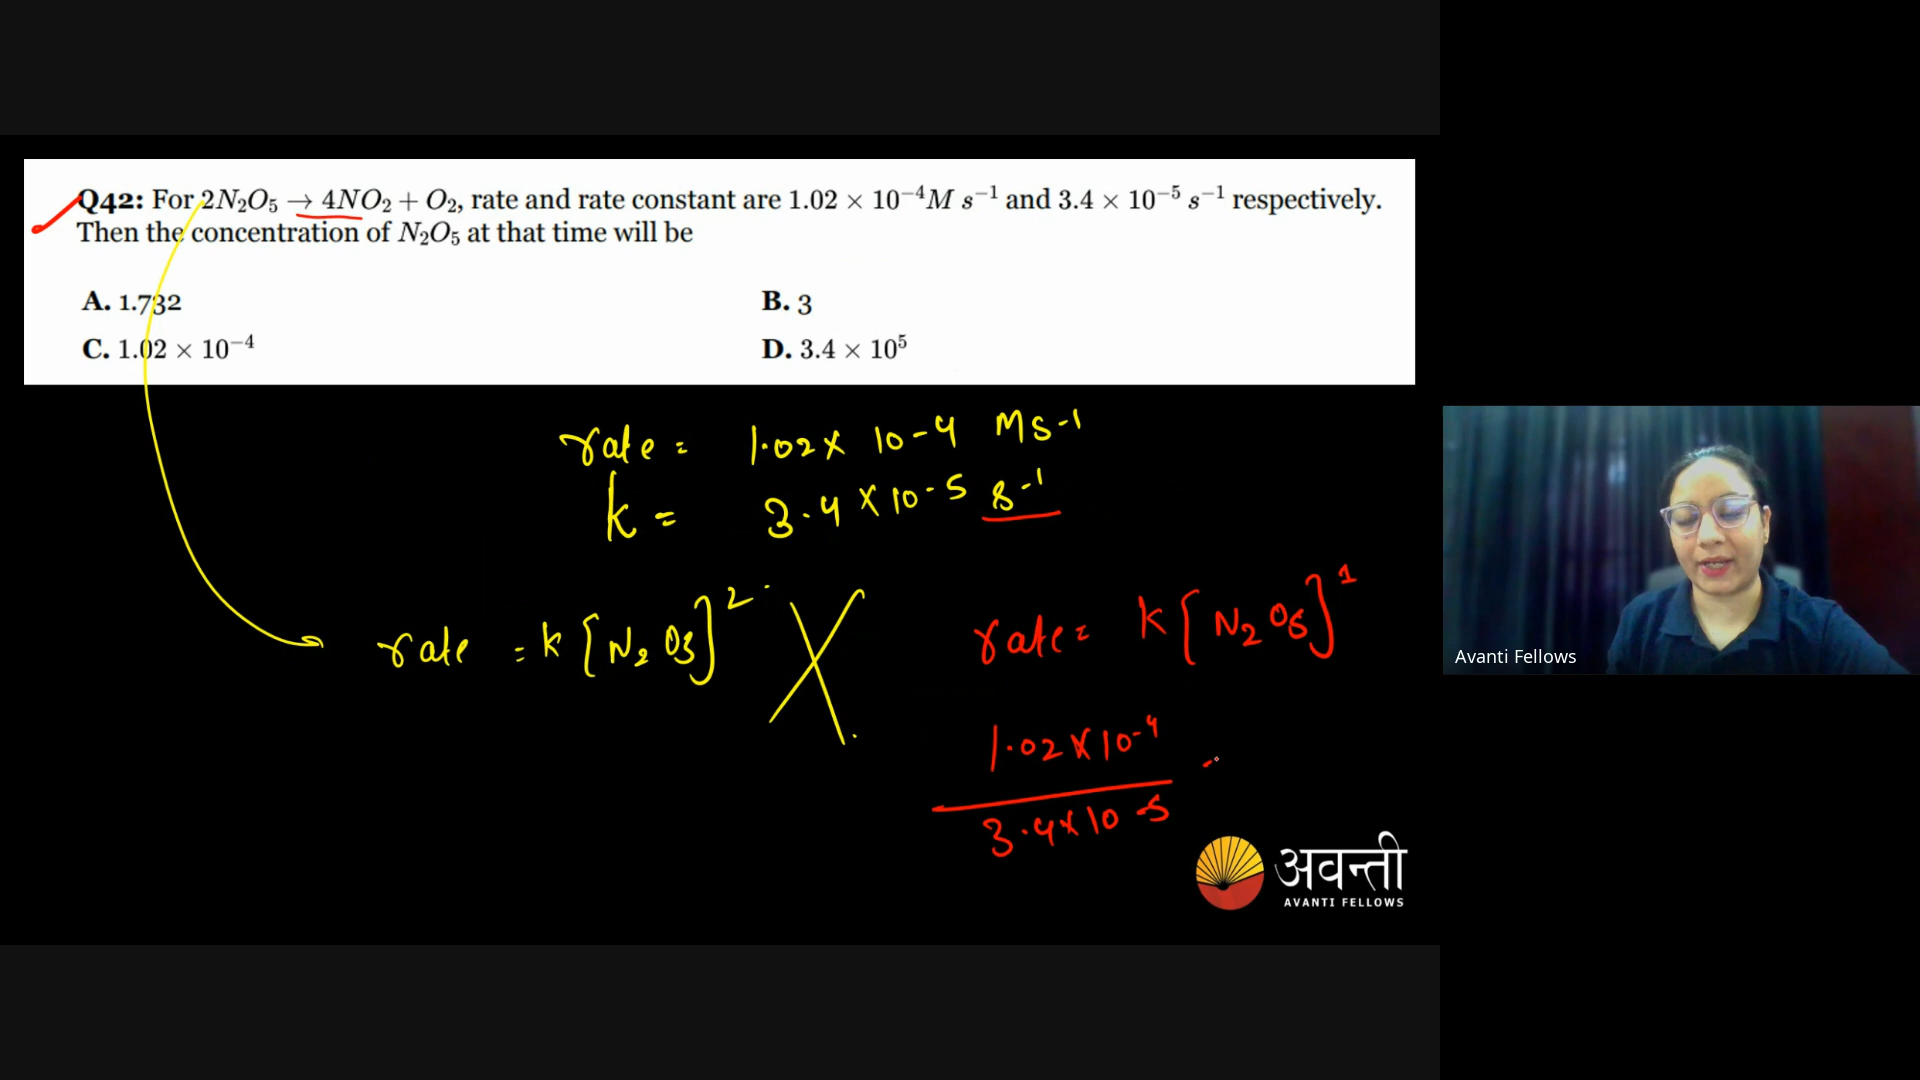 Q42: For 2N₂O₅ → 4NO₂ + O₂, rate and rate constant are 1.02 × 10⁻⁴M s⁻¹ and 3.4 × 10⁻⁵ s⁻¹ respectively.
Then the concentration of N₂O₅ at that time will be
A. 1.732
B. 3
C. 1.02 × 10⁻⁴
D. 3.4 × 10⁵
rate = 1.02 × 10⁻⁴ MS⁻¹
k = 3.4 × 10⁻⁵ s⁻¹
rate = k [N₂O5]²
rate = k [N₂O5]¹
1.02 × 10⁻⁴
3.4 × 10⁻⁵
Avanti Fellows
अवन्ती
AVANTI FELLOWS